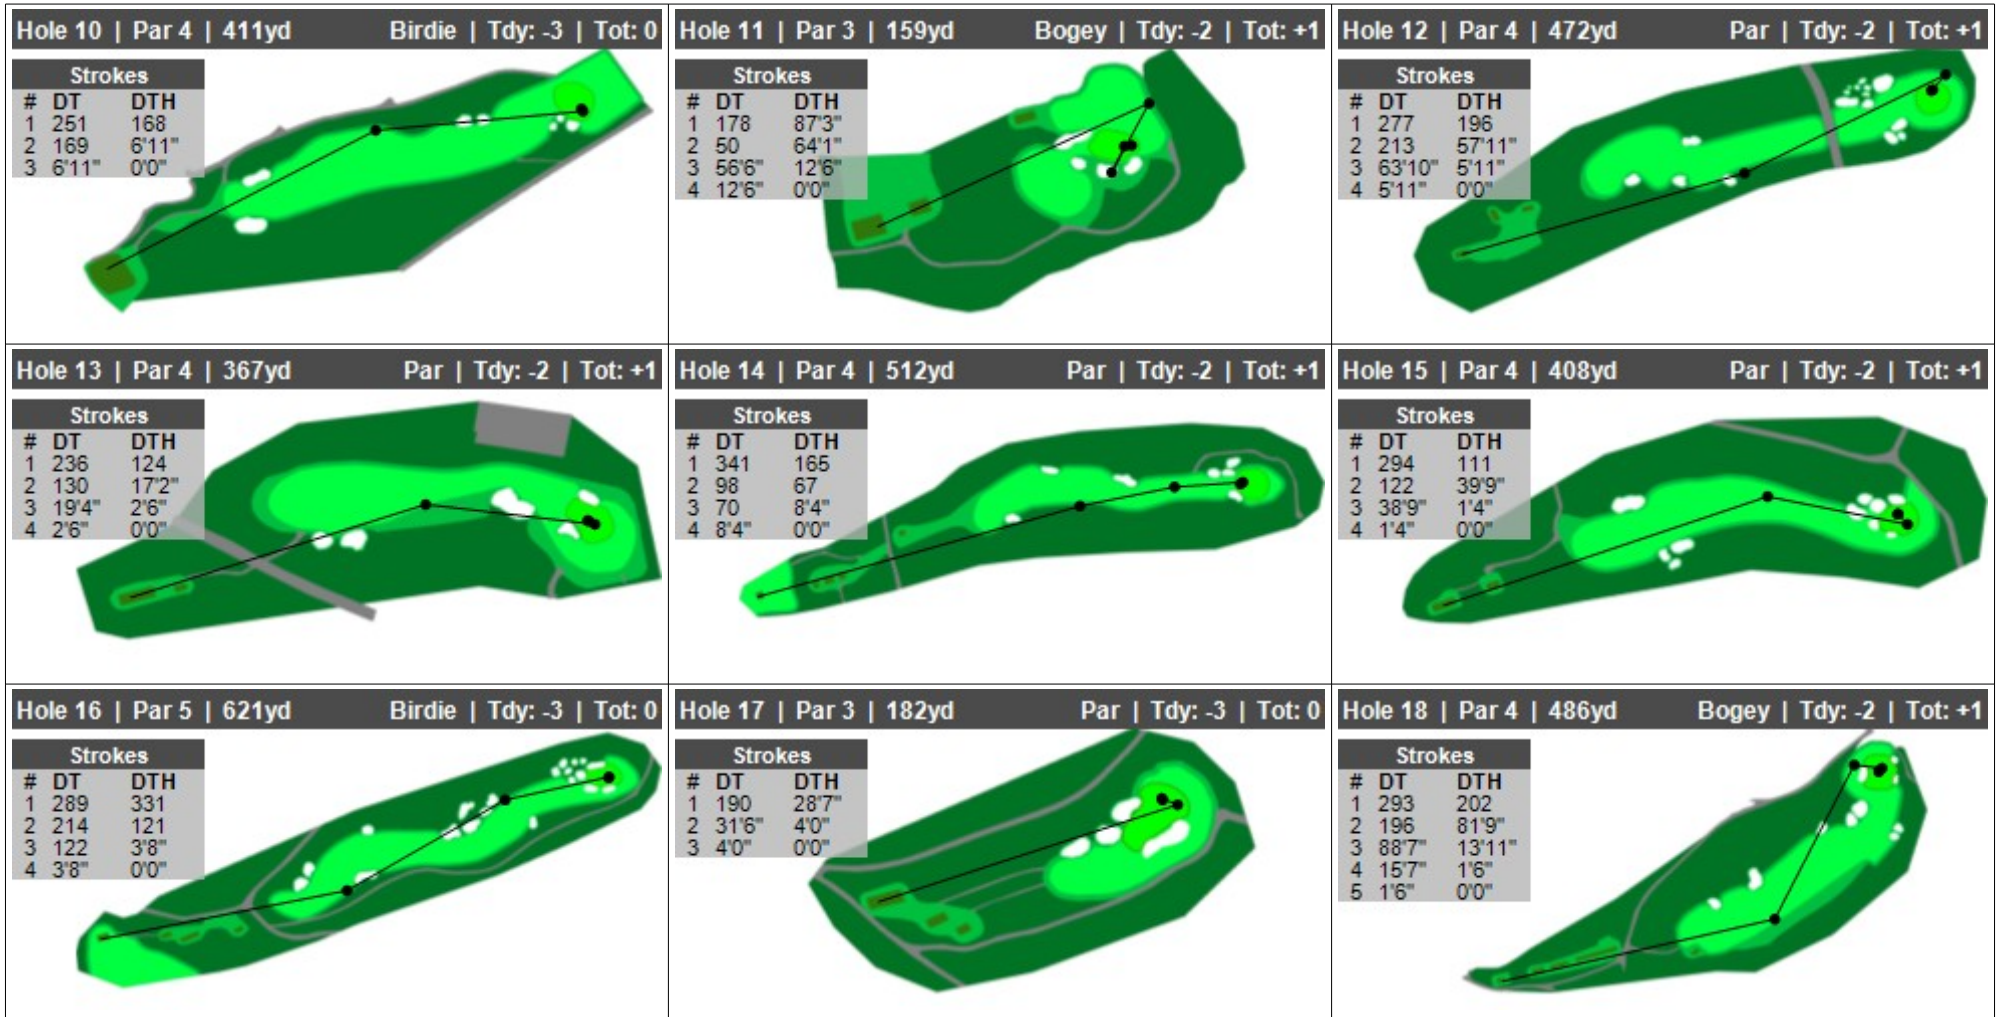 Hole 10 | Par 4 | 411yd Birdie | Tdy: -3 | Tot: 0
Strokes
# DT DTH
1 251 168
2 169 6'11"
3 6'11" 0'0"
Hole 11 | Par 3 | 159yd Bogey | Tdy: -2 | Tot: +1
Strokes
# DT DTH
1 178 87'3"
2 50 64'1"
3 56'6" 12'6"
4 12'6" 0'0"
Hole 12 | Par 4 | 472yd Par | Tdy: -2 | Tot: +1
Strokes
# DT DTH
1 277 196
2 213 57'11"
3 63'10" 5'11"
4 5'11" 0'0"
Hole 13 | Par 4 | 367yd Par | Tdy: -2 | Tot: +1
Strokes
# DT DTH
1 236 124
2 130 17'2"
3 19'4" 2'6"
4 2'6" 0'0"
Hole 14 | Par 4 | 512yd Par | Tdy: -2 | Tot: +1
Strokes
# DT DTH
1 341 165
2 98 67
3 70 8'4"
4 8'4" 0'0"
Hole 15 | Par 4 | 408yd Par | Tdy: -2 | Tot: +1
Strokes
# DT DTH
1 294 111
2 122 39'9"
3 38'9" 1'4"
4 1'4" 0'0"
Hole 16 | Par 5 | 621yd Birdie | Tdy: -3 | Tot: 0
Strokes
# DT DTH
1 289 331
2 214 121
3 122 3'8"
4 3'8" 0'0"
Hole 17 | Par 3 | 182yd Par | Tdy: -3 | Tot: 0
Strokes
# DT DTH
1 190 28'7"
2 31'6" 4'0"
3 4'0" 0'0"
Hole 18 | Par 4 | 486yd Bogey | Tdy: -2 | Tot: +1
Strokes
# DT DTH
1 293 202
2 196 81'9"
3 88'7" 13'11"
4 15'7" 1'6"
5 1'6" 0'0"